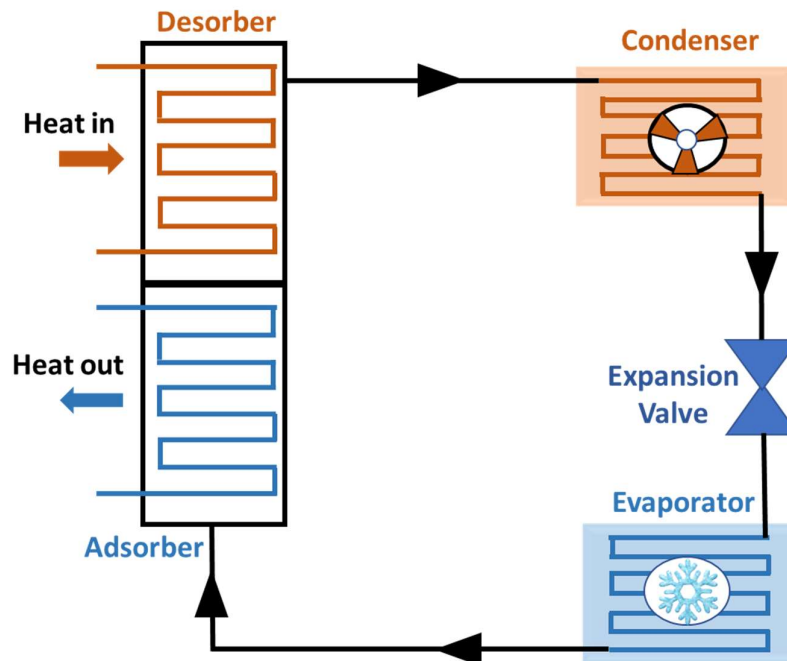 Desorber
Condenser
Heat in
Heat out
Expansion
Valve
Evaporator
Adsorber